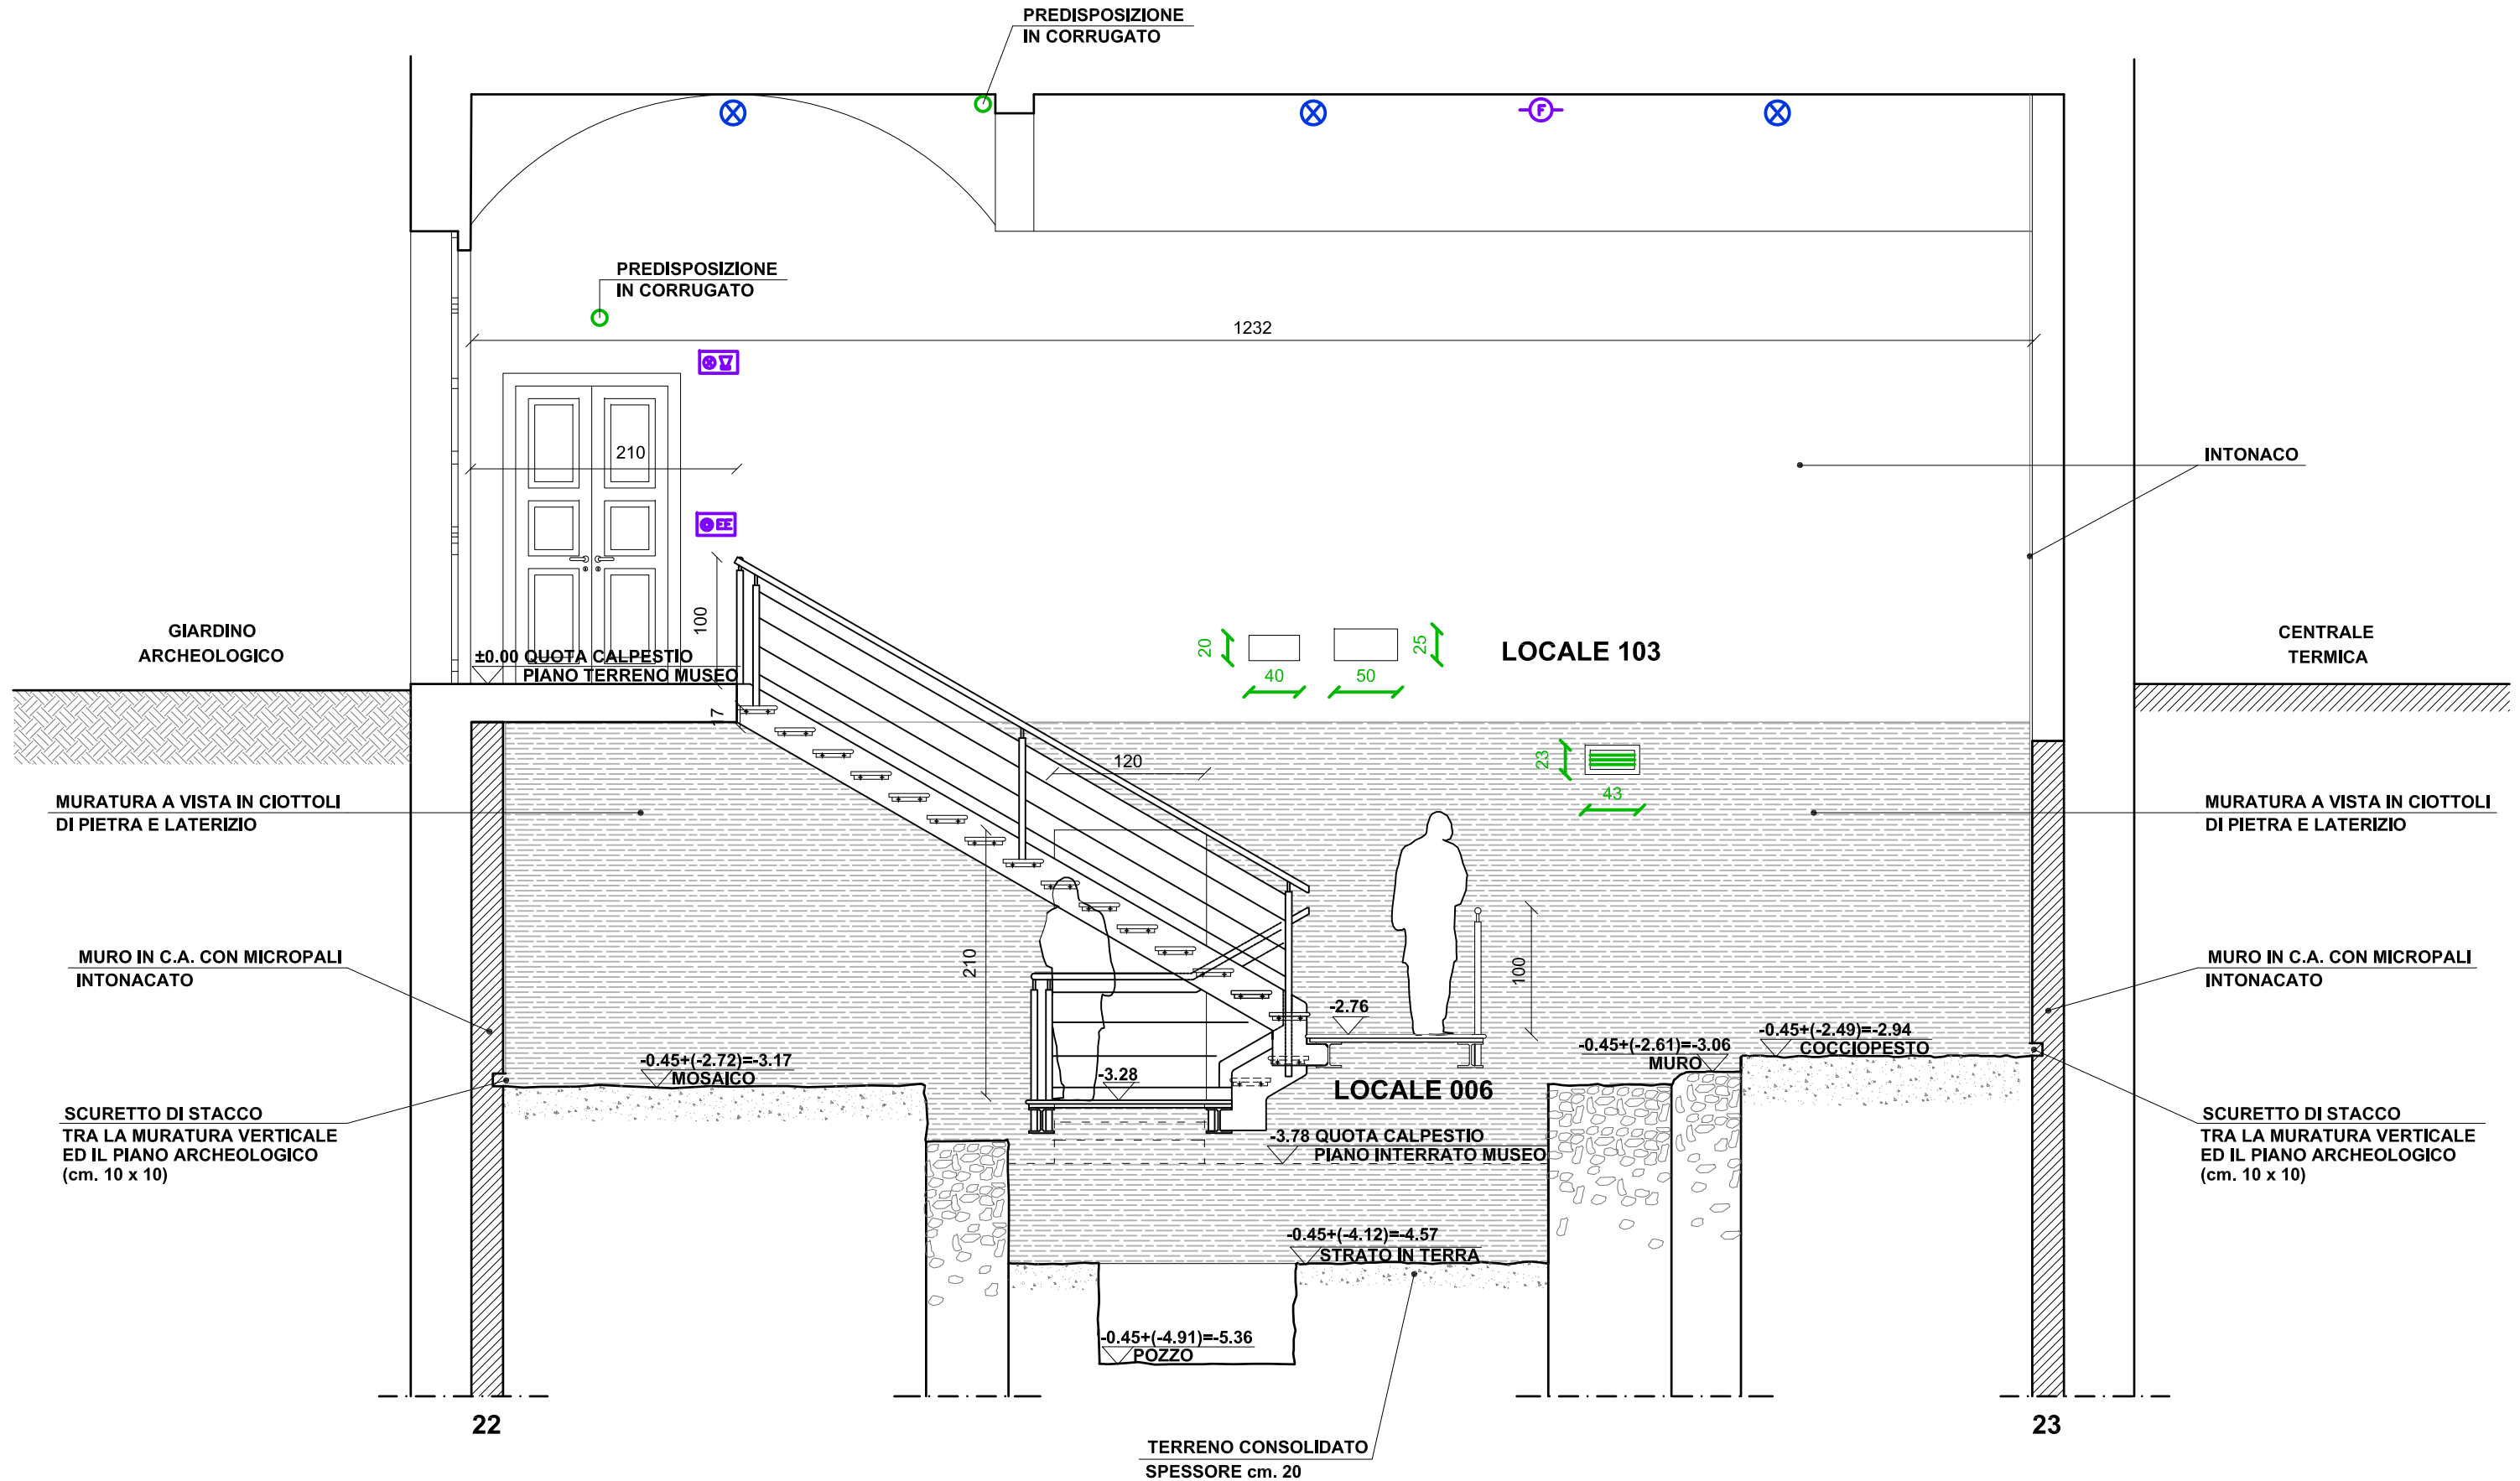 PREDISPOSIZIONE
IN CORRUGATO
F
PREDISPOSIZIONE
IN CORRUGATO
1232
210
INTONACO
EE
100
GIARDINO
ARCHEOLOGICO
±0.00 QUOTA CALPESTIO
PIANO TERRENO MUSEO
17
20
40
50
25
LOCALE 103
CENTRALE
TERMICA
120
23
43
MURATURA A VISTA IN CIOTTOLI
DI PIETRA E LATERIZIO
MURATURA A VISTA IN CIOTTOLI
DI PIETRA E LATERIZIO
210
100
MURO IN C.A. CON MICROPALI
INTONACATO
MURO IN C.A. CON MICROPALI
INTONACATO
-2.76
-0.45+(-2.49)=-2.94
COCCIOPESTO
-0.45+(-2.61)=-3.06
MURO
-0.45+(-2.72)=-3.17
MOSAICO
-3.28
LOCALE 006
SCURETTO DI STACCO
TRA LA MURATURA VERTICALE
ED IL PIANO ARCHEOLOGICO
(cm. 10 x 10)
SCURETTO DI STACCO
TRA LA MURATURA VERTICALE
ED IL PIANO ARCHEOLOGICO
(cm. 10 x 10)
-3.78 QUOTA CALPESTIO
PIANO INTERRATO MUSEO
-0.45+(-4.12)=-4.57
STRATO IN TERRA
-0.45+(-4.91)=-5.36
POZZO
22
23
TERRENO CONSOLIDATO
SPESSORE cm. 20